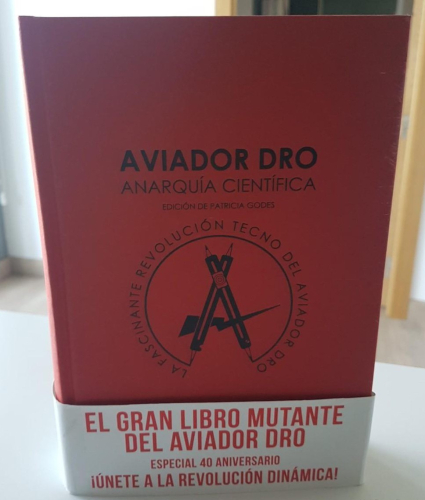 AVIADOR DRO
ANARQUÍA CIENTÍFICA
EDICIÓN DE PATRICIA GODES
LA FASCINANTE REVOLUCIÓN TECNO DEL AVIADOR DRO
EL GRAN LIBRO MUTANTE
DEL AVIADOR DRO
ESPECIAL 40 ANIVERSARIO
¡ÚNETE A LA REVOLUCIÓN DINÁMICA!